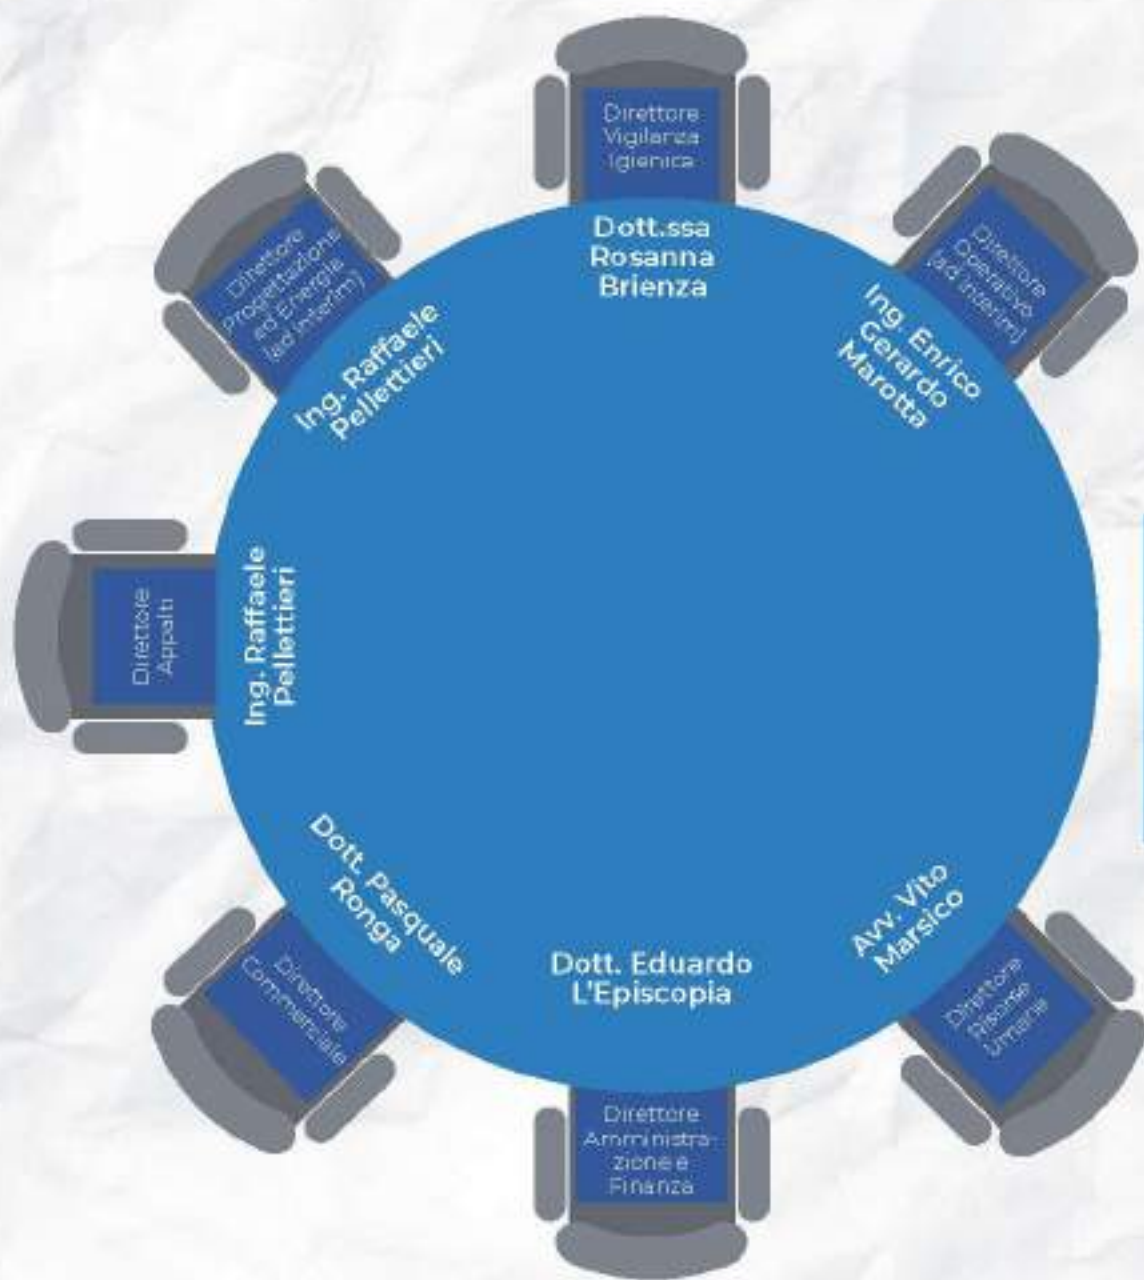 Direttore
Vigilanza
Igienica
Dott.ssa
Rosanna
Brienza
Direttore
Operativo
(ad interim)
Ing. Enrico
Gerardo
Marotta
Direttore
Risorse
Umane
Avv. Vito
Marsico
Direttore
Amministra-
zione e
Finanza
Dott. Eduardo
L'Episcopia
Direttore
Commerciale
Dott. Pasquale
Ronga
Direttore
Appalti
Ing. Raffaele
Pellettieri
Direttore
Progettazione
ed Energie
(ad interim)
Ing. Raffaele
Pellettieri